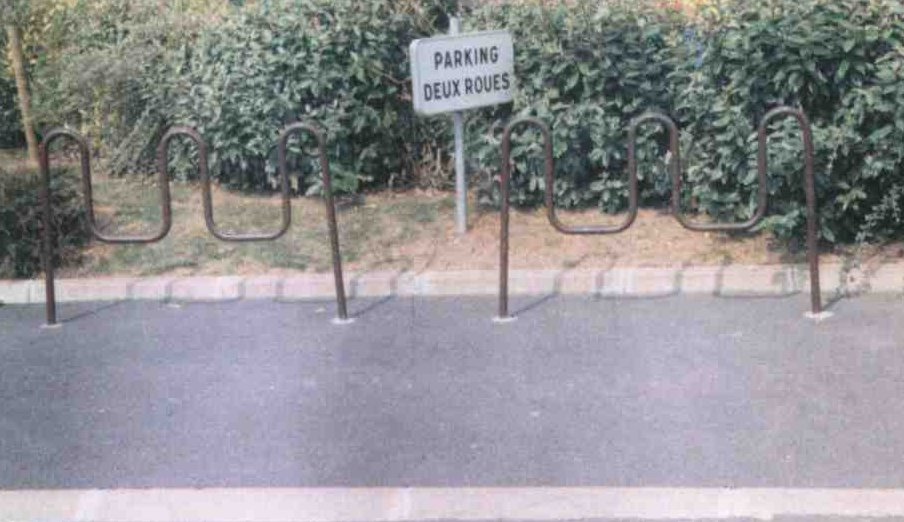 PARKING
DEUX ROUES